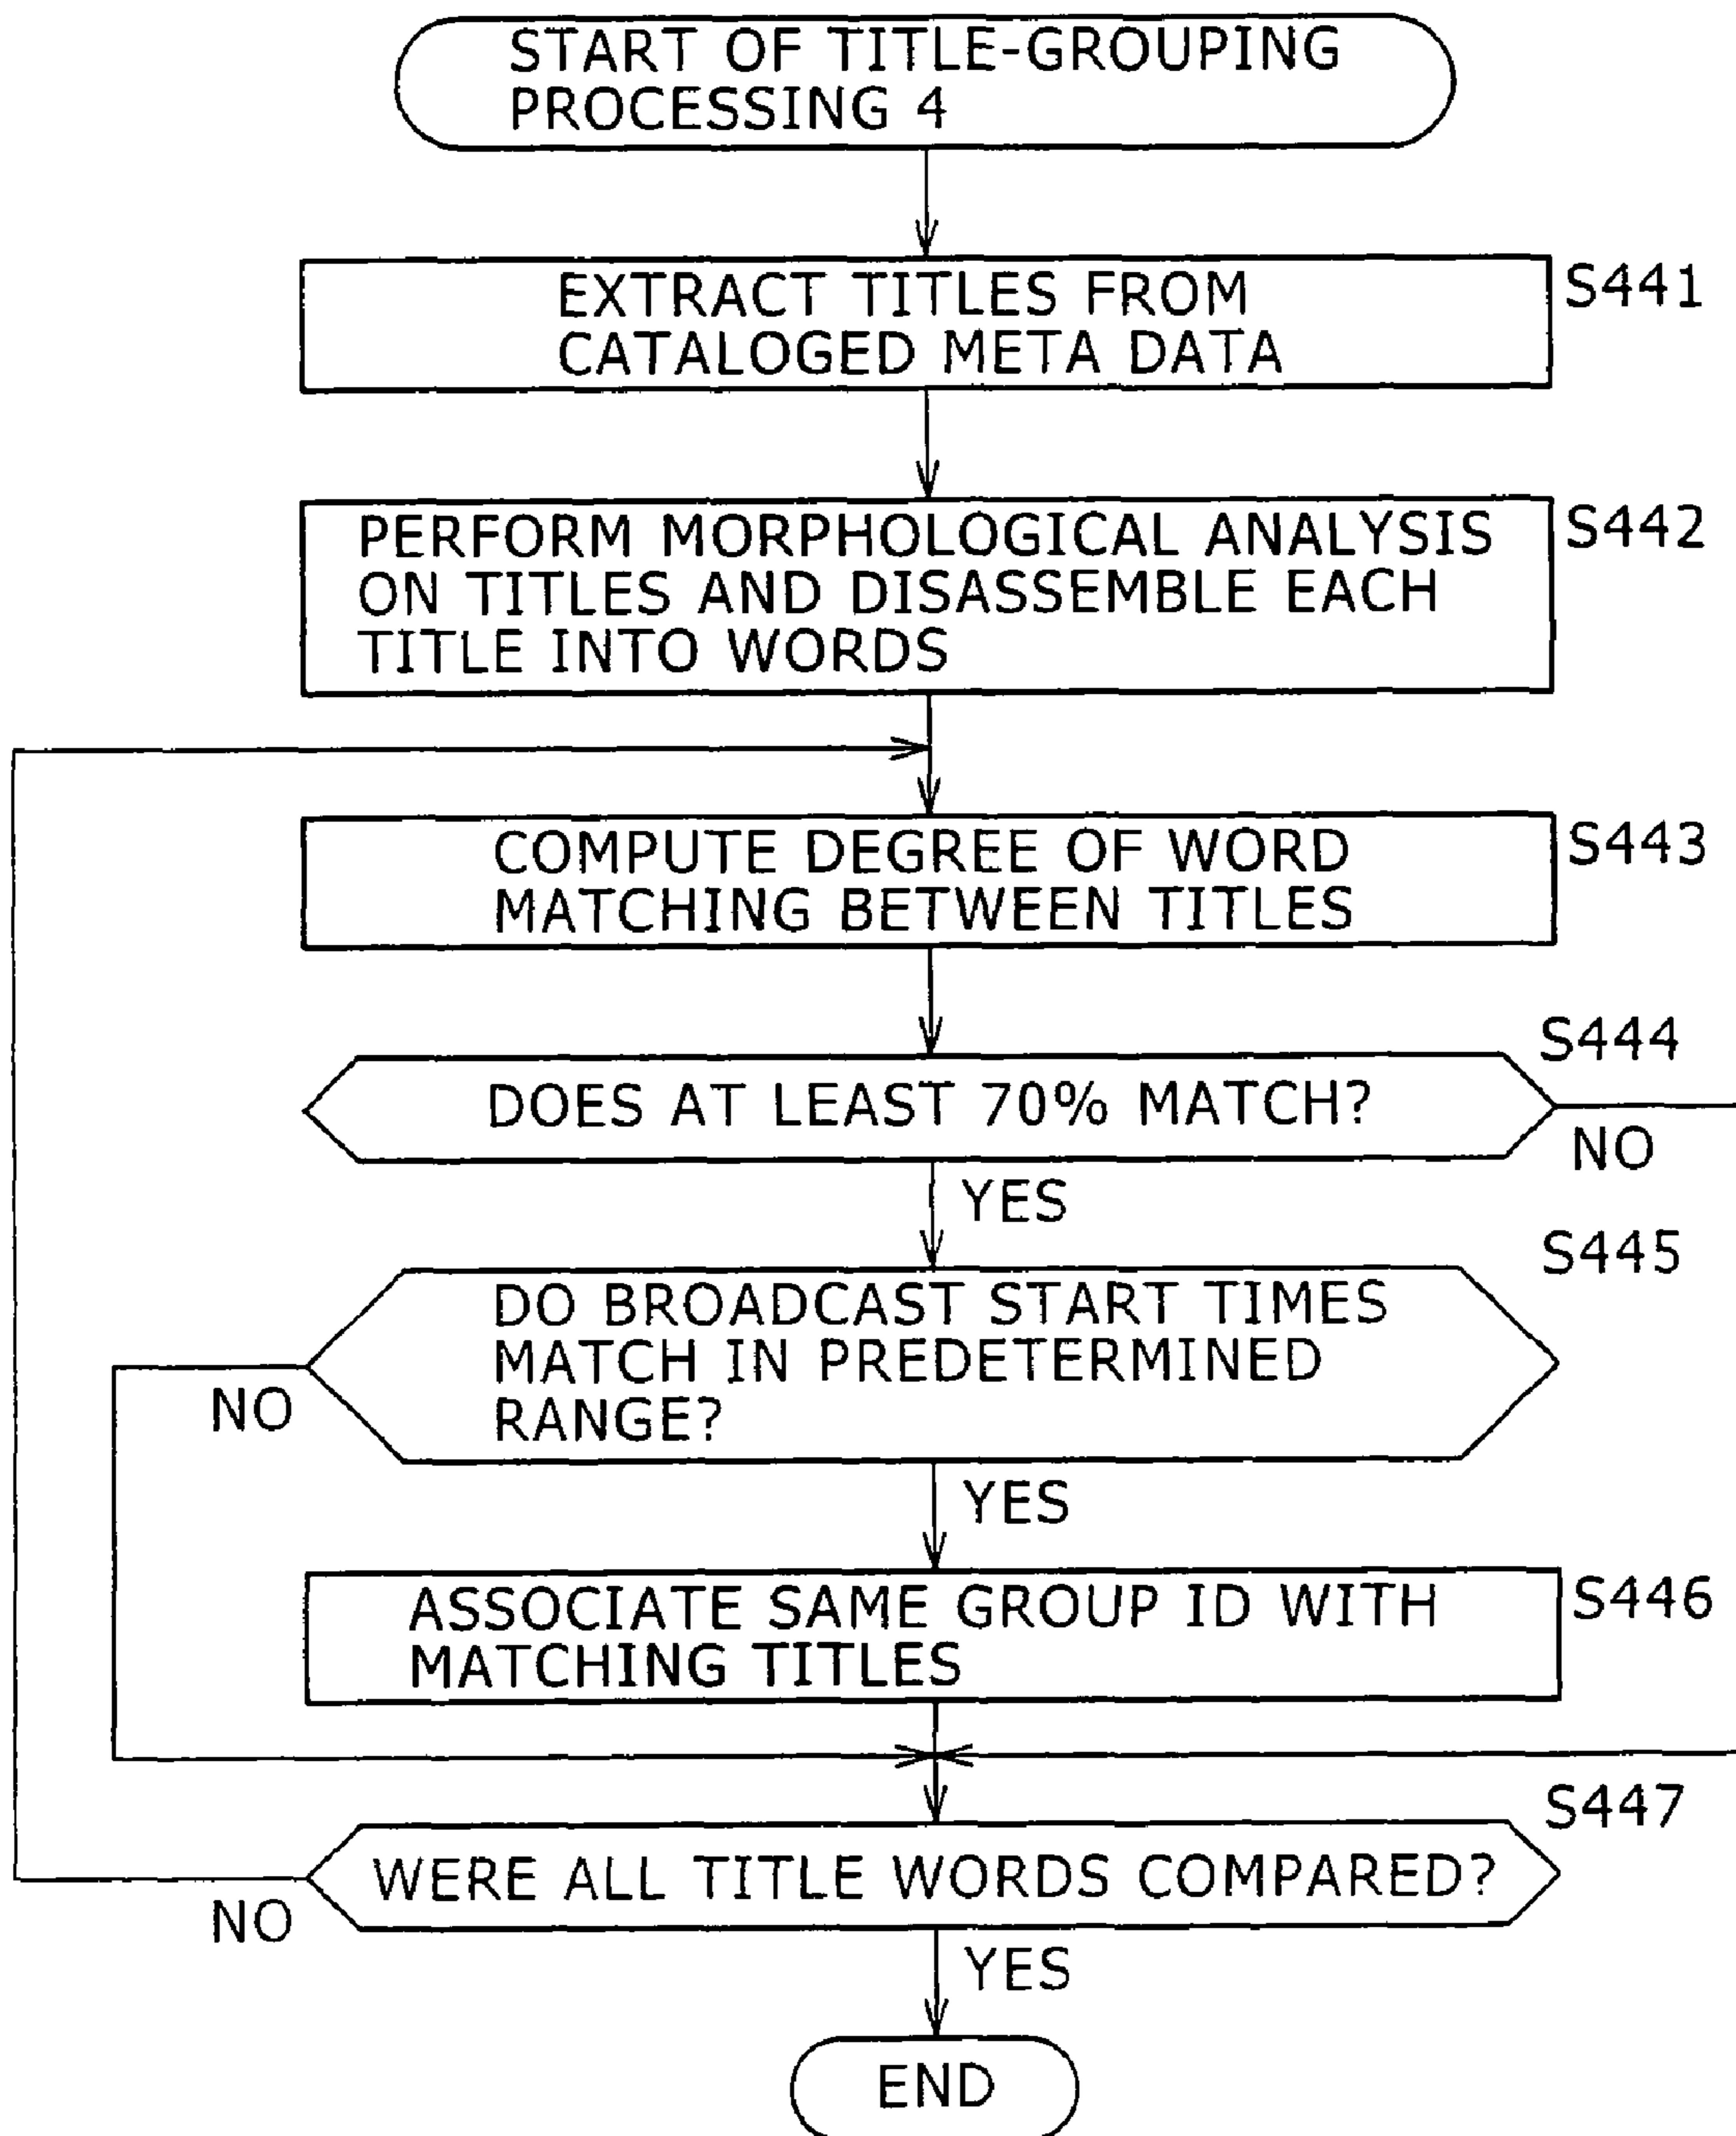 START OF TITLE-GROUPING
PROCESSING 4
EXTRACT TITLES FROM
CATALOGED META DATA
S441
PERFORM MORPHOLOGICAL ANALYSIS
ON TITLES AND DISASSEMBLE EACH
TITLE INTO WORDS
S442
COMPUTE DEGREE OF WORD
MATCHING BETWEEN TITLES
S443
S444
DOES AT LEAST 70% MATCH?
NO
YES
S445
DO BROADCAST START TIMES
MATCH IN PREDETERMINED
RANGE?
NO
YES
ASSOCIATE SAME GROUP ID WITH
MATCHING TITLES
S446
S447
WERE ALL TITLE WORDS COMPARED?
NO
YES
END